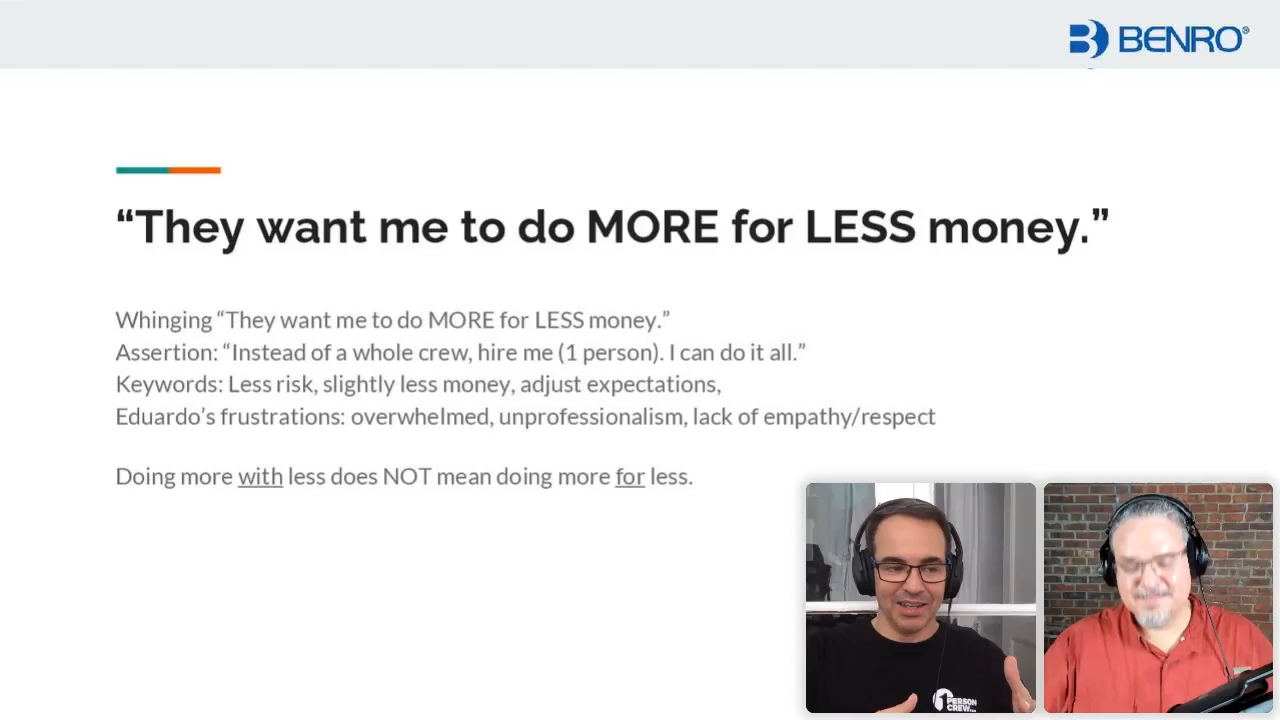 BENRO®
“They want me to do MORE for LESS money.”
Whinging “They want me to do MORE for LESS money.”
Assertion: “Instead of a whole crew, hire me (1 person). I can do it all.”
Keywords: Less risk, slightly less money, adjust expectations,
Eduardo’s frustrations: overwhelmed, unprofessionalism, lack of empathy/respect
Doing more with less does NOT mean doing more for less.
1 PERSON
CREW